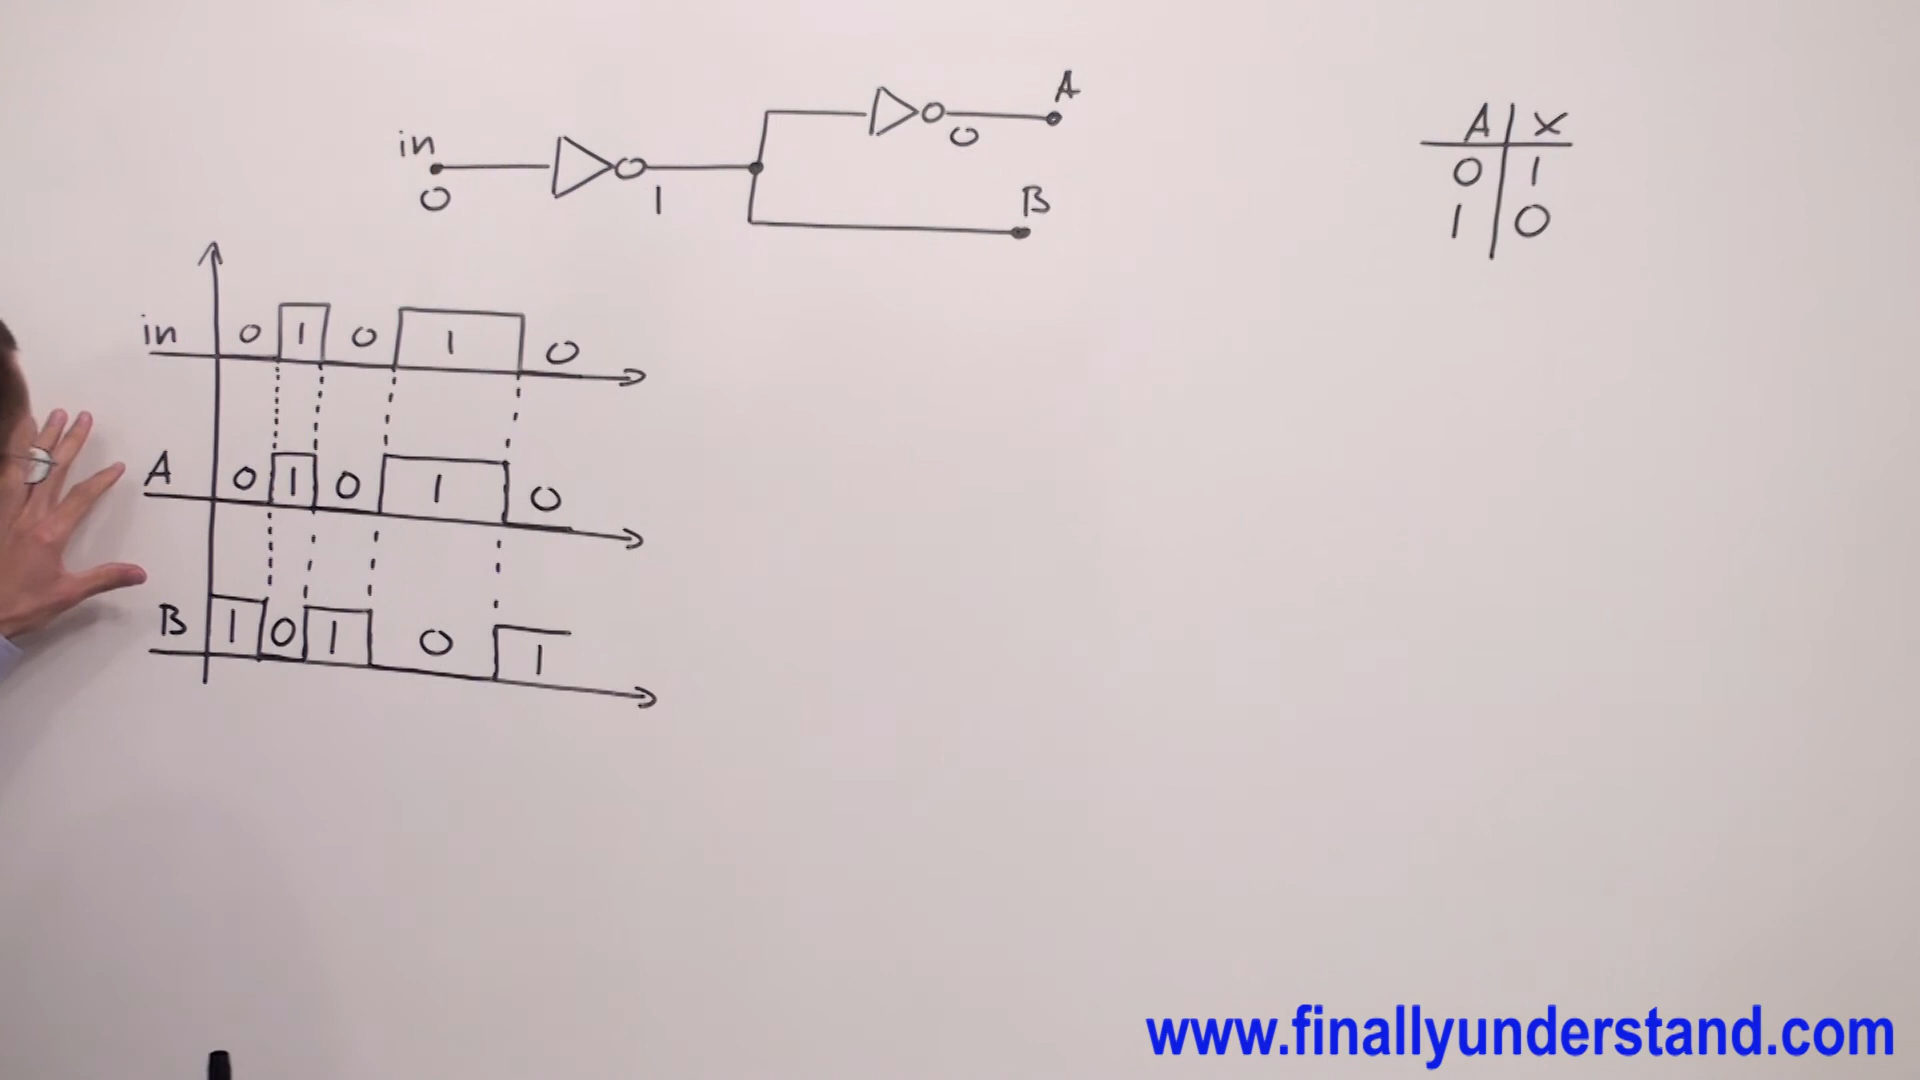 A
in
0
1
0
B
A X
0 1
1 0
in 0 1 0 1 0
A 0 1 0 1 0
B 1 0 1 0 1
www.finallyunderstand.com